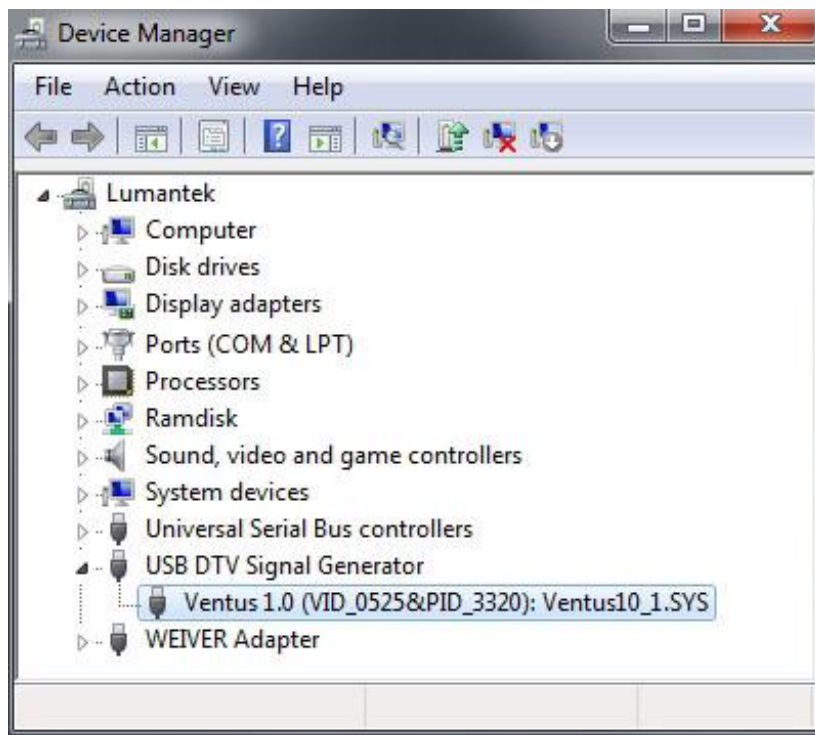 Device Manager
File Action View Help
Lumantek
Computer
Disk drives
Display adapters
Ports (COM & LPT)
Processors
Ramdisk
Sound, video and game controllers
System devices
Universal Serial Bus controllers
USB DTV Signal Generator
Ventus 1.0 (VID_0525&PID_3320): Ventus10_1.SYS
WEIVER Adapter